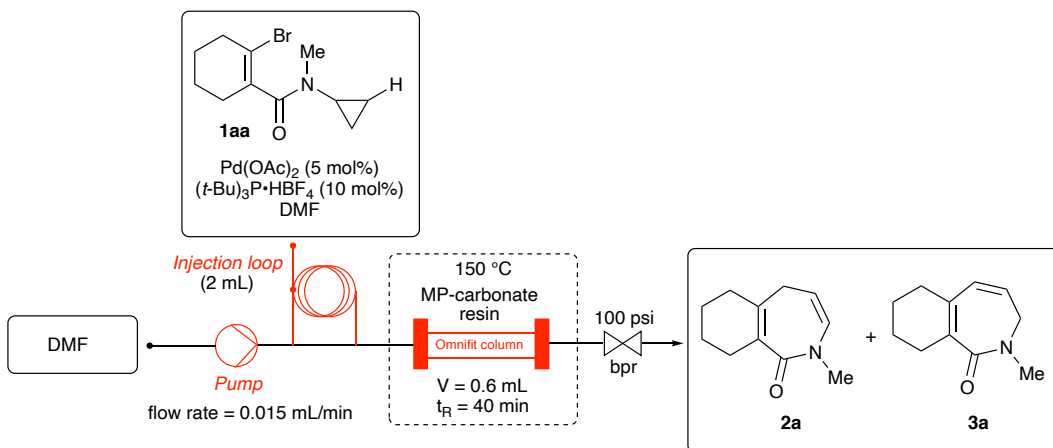 Br
Me
N
H
O
1aa
Pd(OAc)₂ (5 mol%)
(t-Bu)₃P•HBF₄ (10 mol%)
DMF
Injection loop
(2 mL)
DMF
Pump
flow rate = 0.015 mL/min
150 °C
MP-carbonate
resin
Omnifit column
V = 0.6 mL
t_R = 40 min
100 psi
bpr
N
Me
O
2a
+
N
Me
O
3a